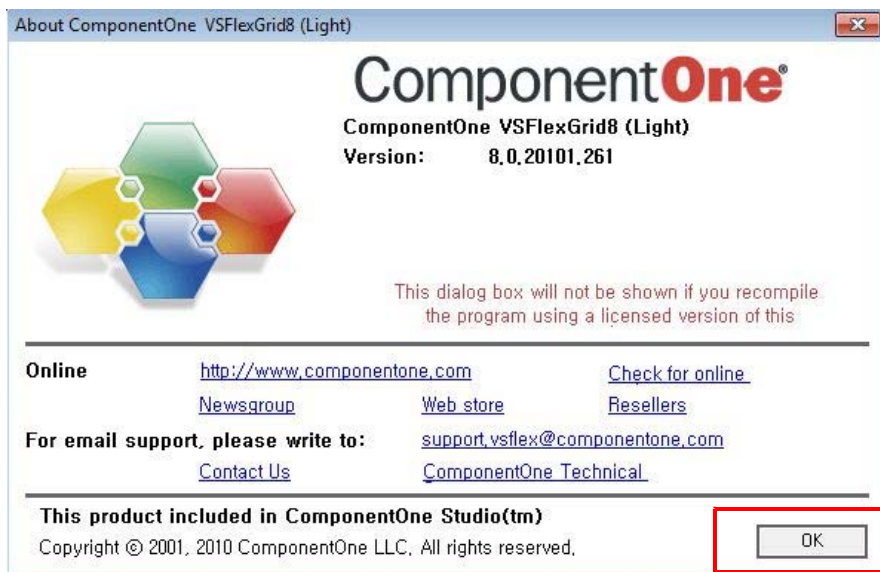 About ComponentOne VSFlexGrid8 (Light)
ComponentOne®
ComponentOne VSFlexGrid8 (Light)
Version: 8.0.20101.261
This dialog box will not be shown if you recompile
the program using a licensed version of this
Online http://www.componentone.com Check for online
Newsgroup Web store Resellers
For email support, please write to: support.vsflex@componentone.com
Contact Us ComponentOne Technical
This product included in ComponentOne Studio(tm)
Copyright © 2001, 2010 ComponentOne LLC. All rights reserved.
OK